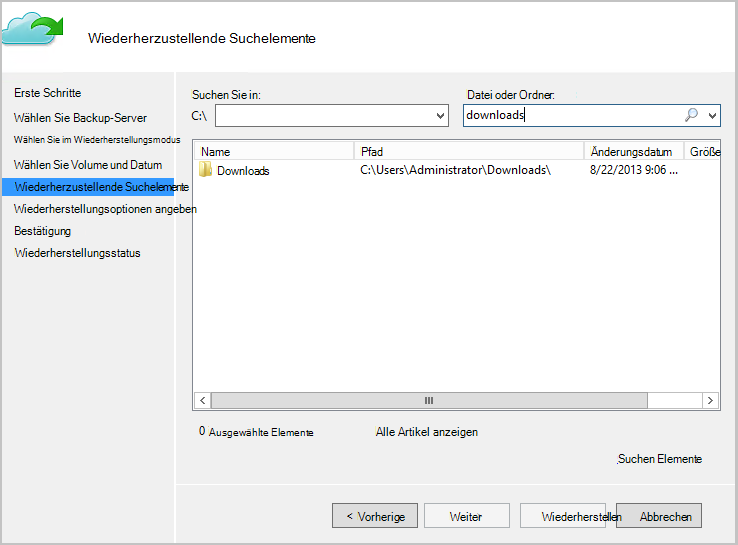 Wiederherzustellende Suchelemente
Erste Schritte
Wählen Sie Backup-Server
Wählen Sie im Wiederherstellungsmodus
Wählen Sie Volume und Datum
Wiederherzustellende Suchelemente
Wiederherstellungsoptionen angeben
Bestätigung
Wiederherstellungsstatus
Suchen Sie in: Datei oder Ordner:
C:\ downloads
Name Pfad Änderungsdatum Größe
Downloads C:\Users\Administrator\Downloads\ 8/22/2013 9:06 ...
0 Ausgewählte Elemente Alle Artikel anzeigen
Suchen Elemente
< Vorherige Weiter Wiederherstellen Abbrechen